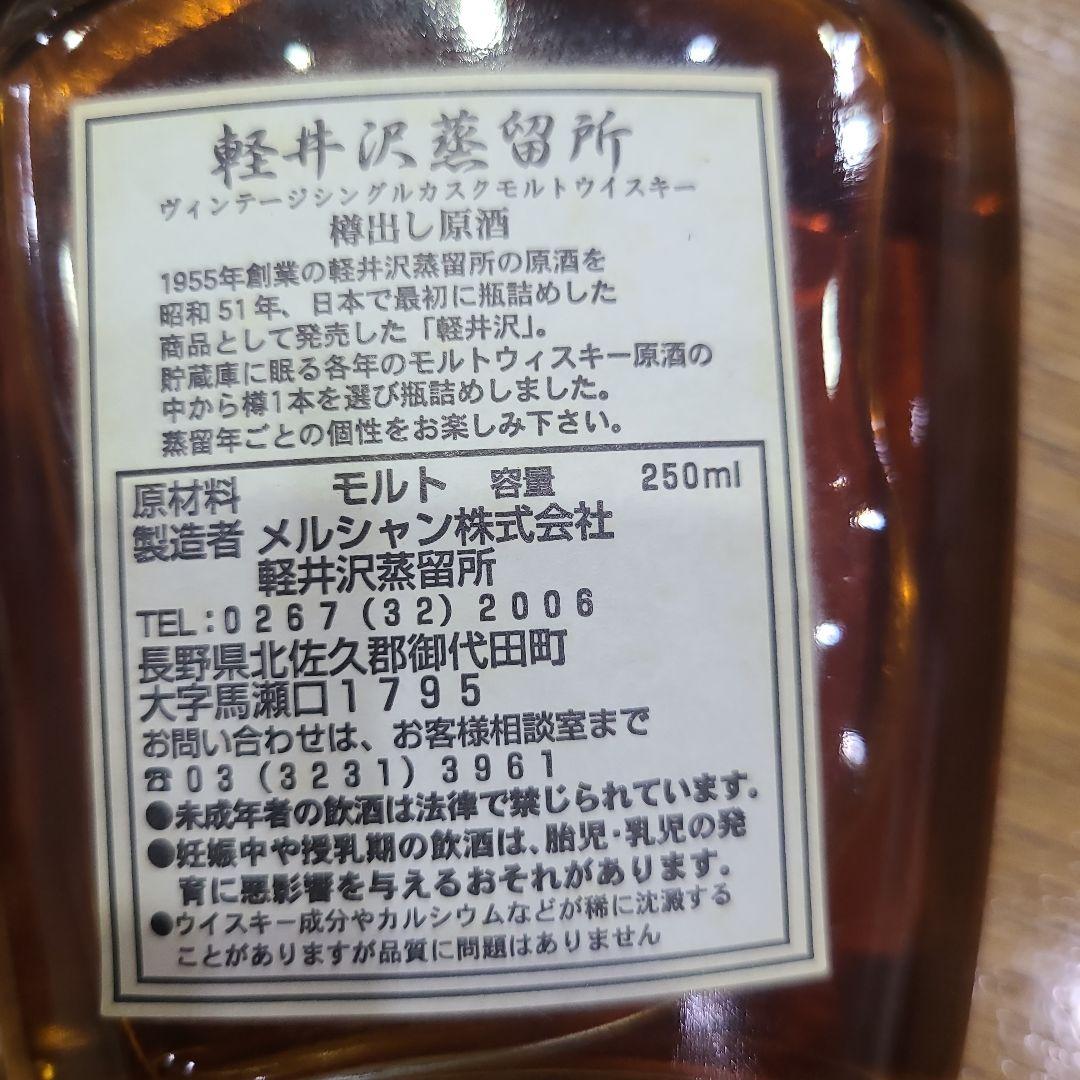 軽井沢蒸留所
ヴィンテージシングルカスクモルトウイスキー
樽出し原酒
1955年創業の軽井沢蒸留所の原酒を
昭和51年、日本で最初に瓶詰めした
商品として発売した「軽井沢」。
貯蔵庫に眠る各年のモルトウィスキー原酒の
中から樽1本を選び瓶詰めしました。
蒸留年ごとの個性をお楽しみ下さい。
原材料 モルト 容量 250ml
製造者 メルシャン株式会社
軽井沢蒸留所
TEL:0267(32)2006
長野県北佐久郡御代田町
大字馬瀬口1795
お問い合わせは、お客様相談室まで
☎03(3231)3961
●未成年者の飲酒は法律で禁じられています.
●妊娠中や授乳期の飲酒は、胎児・乳児の発
育に悪影響を与えるおそれがあります.
●ウイスキー成分やカルシウムなどが稀に沈澱する
ことがありますが品質に問題はありません